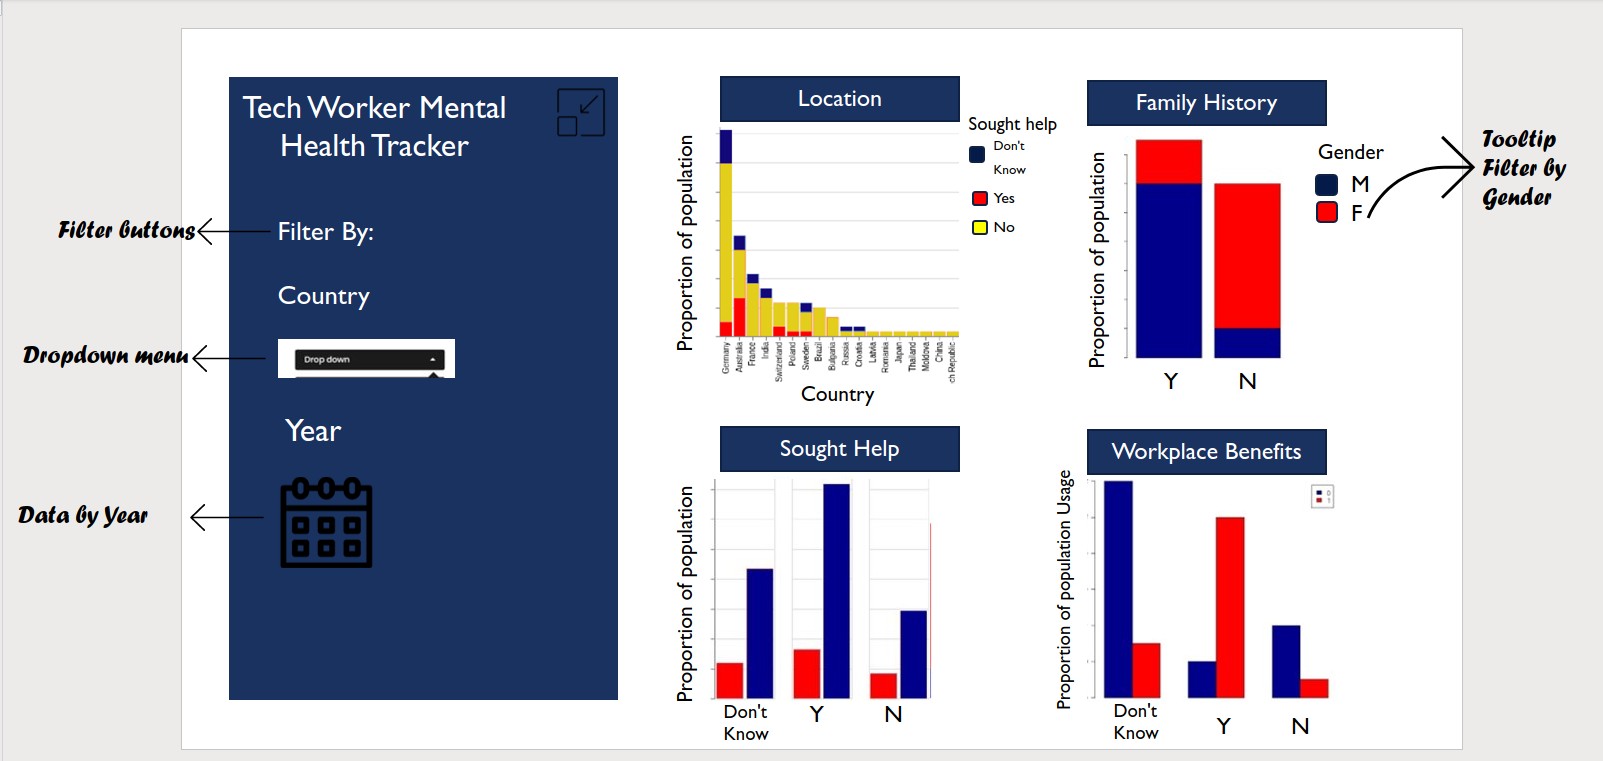 Tech Worker Mental
Health Tracker
Filter buttons
Filter By:
Country
Dropdown menu
Drop down
Year
Data by Year
Location
Proportion of population
Sought help
Don't
Know
Yes
No
Germany
Australia
France
India
Switzerland
Poland
Sweden
Brazil
Bulgaria
Russia
Croatia
Latvia
Romania
Japan
Thailand
Moldova
China
ch Republic
Country
Family History
Proportion of population
Gender
M
F
Y
N
Tooltip
Filter by
Gender
Sought Help
Proportion of population
Don't
Know
Y
N
Workplace Benefits
Proportion of population Usage
Don't
Know
Y
N